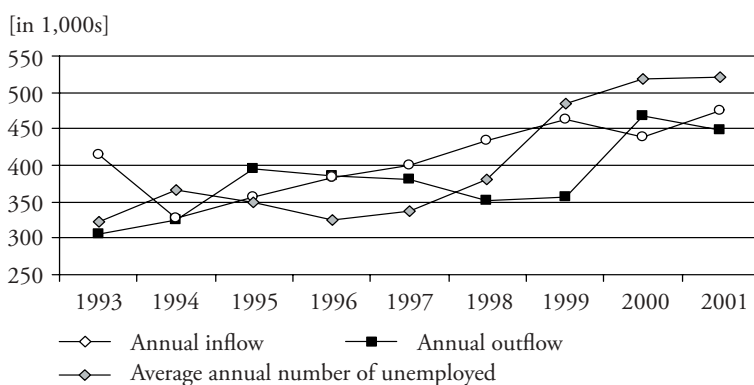 [in 1,000s]
550
500
450
400
350
300
250
1993 1994 1995 1996 1997 1998 1999 2000 2001
Annual inflow Annual outflow
Average annual number of unemployed